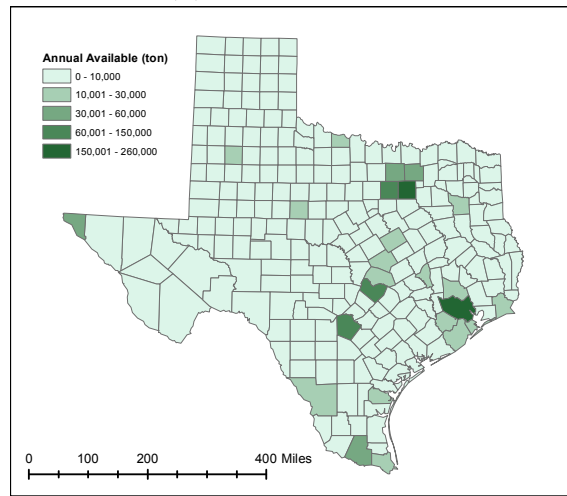 Annual Available (ton)
0 - 10,000
10,001 - 30,000
30,001 - 60,000
60,001 - 150,000
150,001 - 260,000
0 100 200 400 Miles